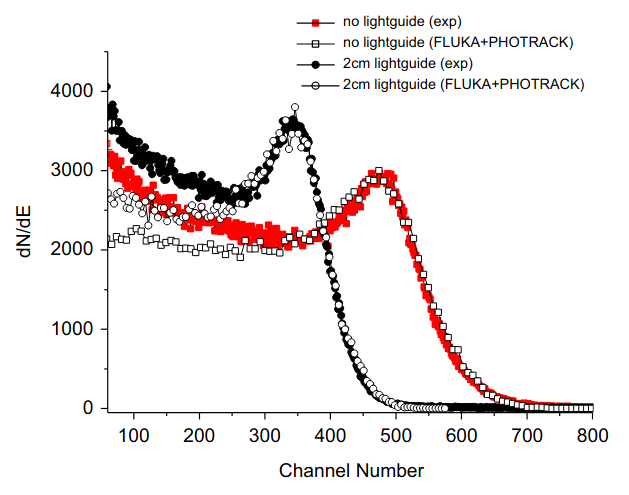 no lightguide (exp)
no lightguide (FLUKA+PHOTRACK)
2cm lightguide (exp)
2cm lightguide (FLUKA+PHOTRACK)
4000
3000
2000
1000
0
dN/dE
100 200 300 400 500 600 700 800
Channel Number